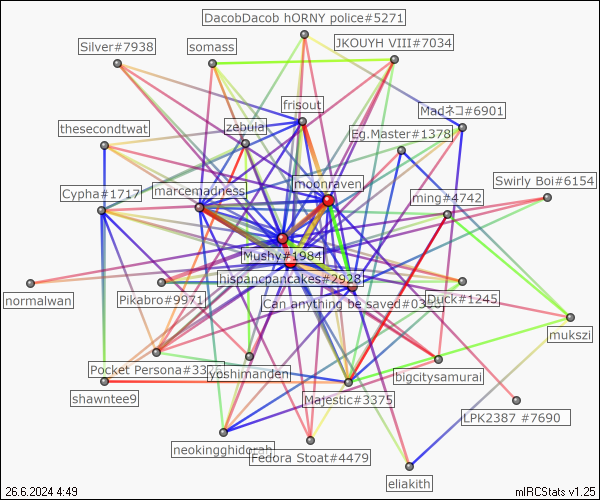 DacobDacob hORNY police#5271
JKOUYH VIII#7034
Silver#7938
somass
frisout
Madネコ#6901
thesecondtwat
zebula
Eg.Master#1378
Swirly Boi#6154
Cypha#1717
marcemadness
moonraven
ming#4742
Mushy#1984
hispancpancakes#2928
normalwan
Pikabro#9971
Can anything be saved#03
Duck#1245
mukszi
Pocket Persona#33
yoshimanden
bigcitysamurai
shawntee9
Majestic#3375
LPK2387 #7690
neokingghidorah
Fedora Stoat#4479
eliakith
26.6.2024 4:49
mIRCStats v1.25